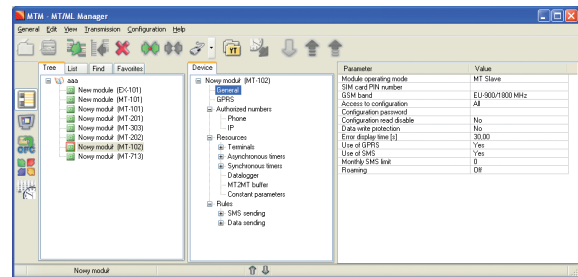 MTM - MT/ML Manager
General Edit View Transmission Configuration Help
YT
Tree List Find Favorites
aaa
New module (EX-101)
New module (MT-101)
Nowy moduł (MT-101)
Nowy moduł (MT-201)
Nowy moduł (MT-303)
Nowy moduł (MT-202)
Nowy moduł (MT-102)
Nowy moduł (MT-713)
CFG
Device
Nowy moduł (MT-102)
General
GPRS
Authorized numbers
Phone
IP
Resources
Terminals
Asynchronous timers
Synchronous timers
Datalogger
MT2MT buffer
Constant parameters
Rules
SMS sending
Data sending
Parameter Value
Module operating mode MT Slave
SIM card PIN number
GSM band EU-900/1800 MHz
Access to configuration All
Configuration password
Configuration read disable No
Data write protection No
Error display time [s] 30,00
Use of GPRS Yes
Use of SMS Yes
Monthly SMS limit 0
Roaming Off
Nowy moduł